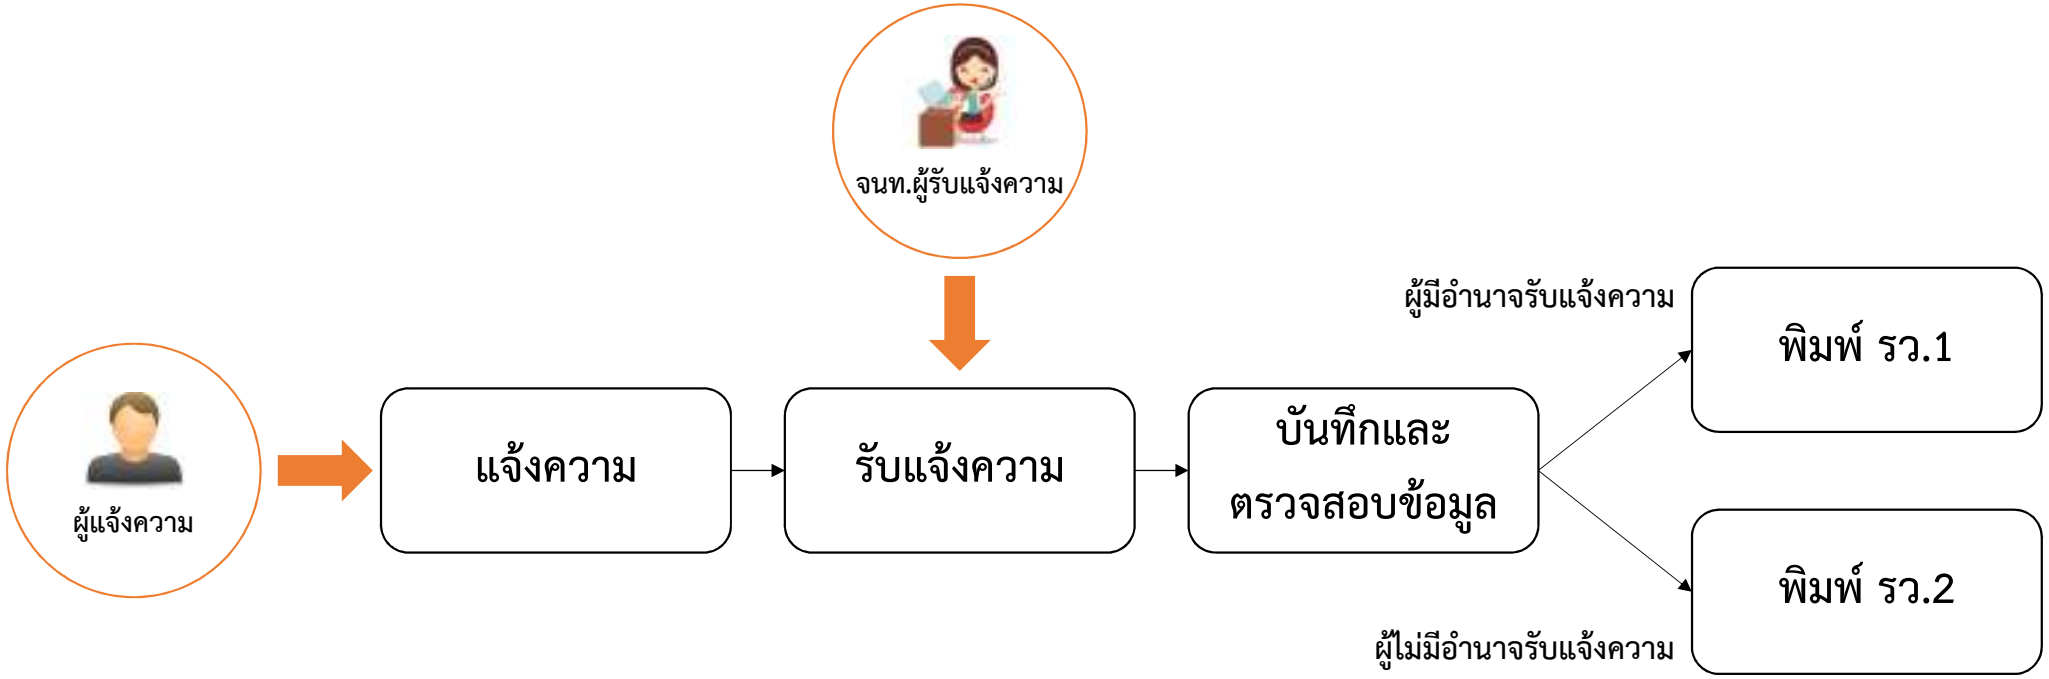 จนท.ผู้รับแจ้งความ
ผู้แจ้งความ
แจ้งความ
รับแจ้งความ
บันทึกและ
ตรวจสอบข้อมูล
ผู้มีอำนาจรับแจ้งความ
พิมพ์ รว.1
พิมพ์ รว.2
ผู้ไม่มีอำนาจรับแจ้งความ